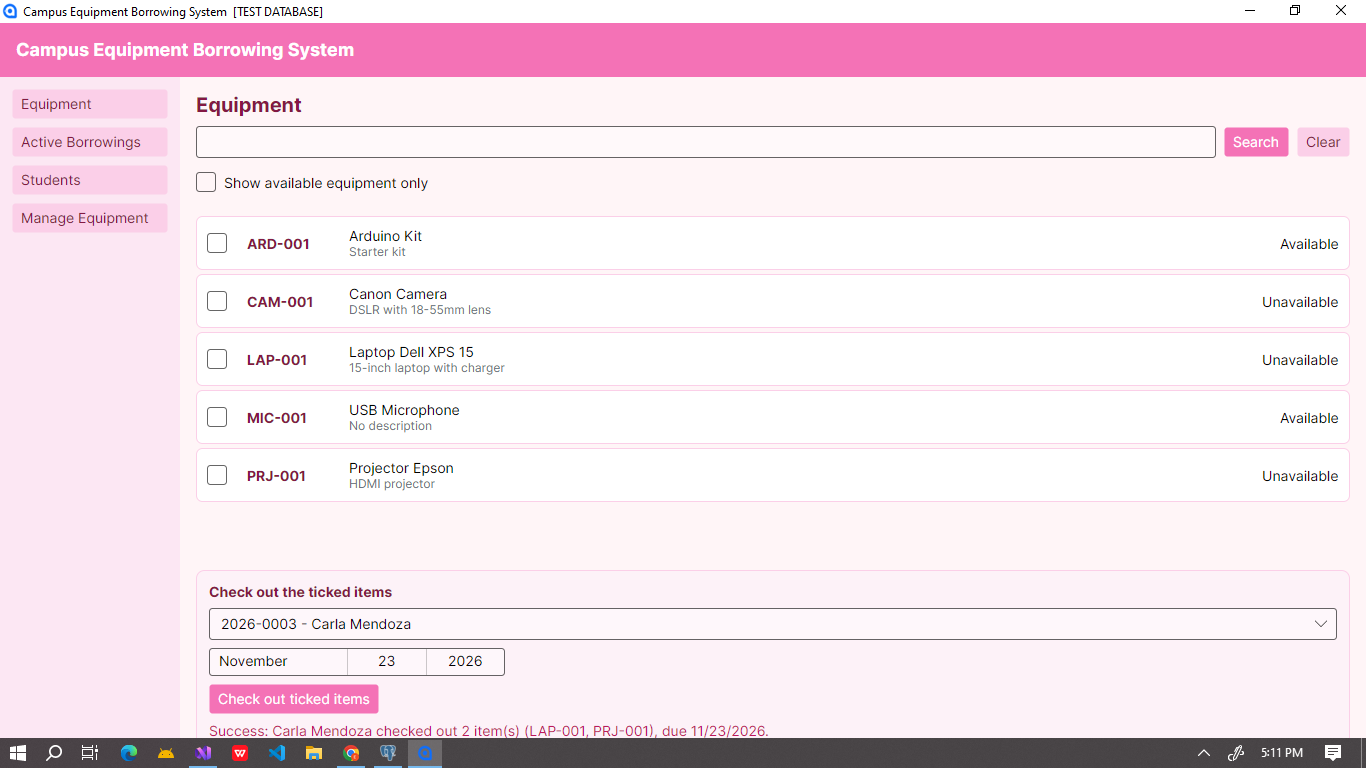 Campus Equipment Borrowing System [TEST DATABASE]
Campus Equipment Borrowing System
Equipment
Active Borrowings
Students
Manage Equipment
Equipment
Search
Clear
Show available equipment only
ARD-001
Arduino Kit
Starter kit
Available
CAM-001
Canon Camera
DSLR with 18-55mm lens
Unavailable
LAP-001
Laptop Dell XPS 15
15-inch laptop with charger
Unavailable
MIC-001
USB Microphone
No description
Available
PRJ-001
Projector Epson
HDMI projector
Unavailable
Check out the ticked items
2026-0003 - Carla Mendoza
November 23 2026
Check out ticked items
Success: Carla Mendoza checked out 2 item(s) (LAP-001, PRJ-001), due 11/23/2026.
5:11 PM